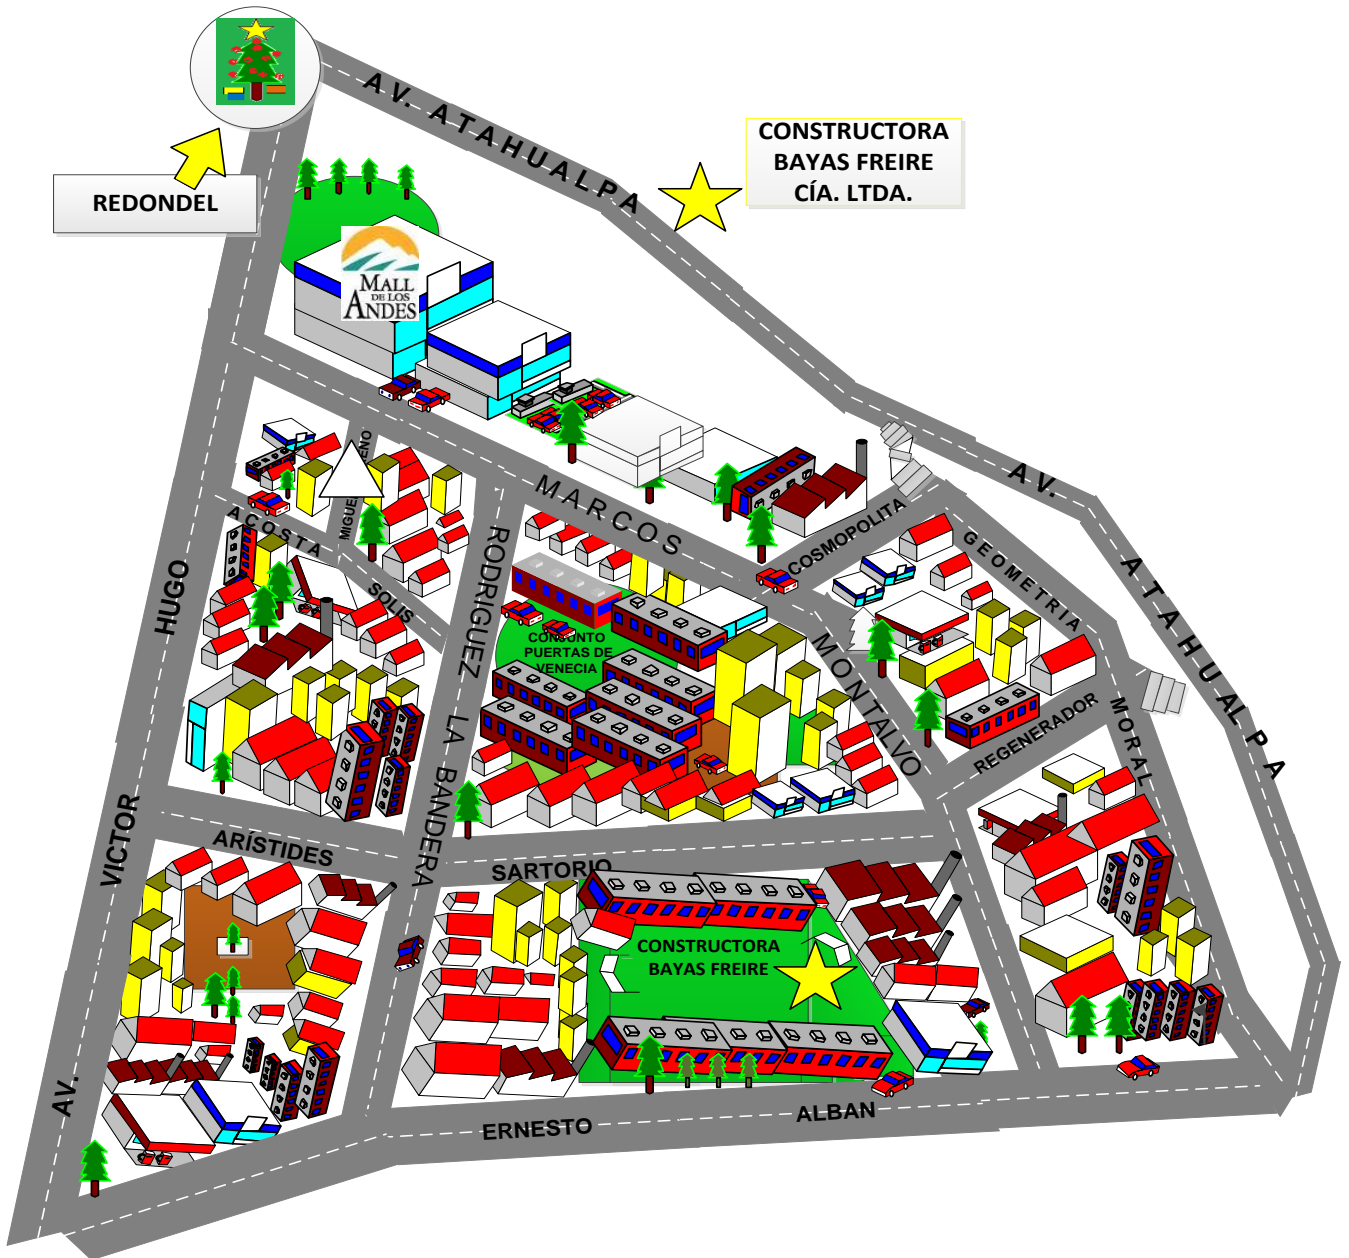 AV. ATAHUALPA
CONSTRUCTORA
BAYAS FREIRE
CÍA. LTDA.
REDONDEL
MALL
DE LOS
ANDES
MARCOS
AV.
ATAHUALPA
COSMOPOLITA
GEOMETRIA
ACOSTA
SOLIS
RODRIGUEZ
HUGO
CONJUNTO
PUERTAS DE
VENECIA
MONTALVO
REGENERADOR
MORAL
LA BANDERA
VICTOR
ARÍSTIDES
SARTORIO
CONSTRUCTORA
BAYAS FREIRE
AV.
ERNESTO
ALBAN